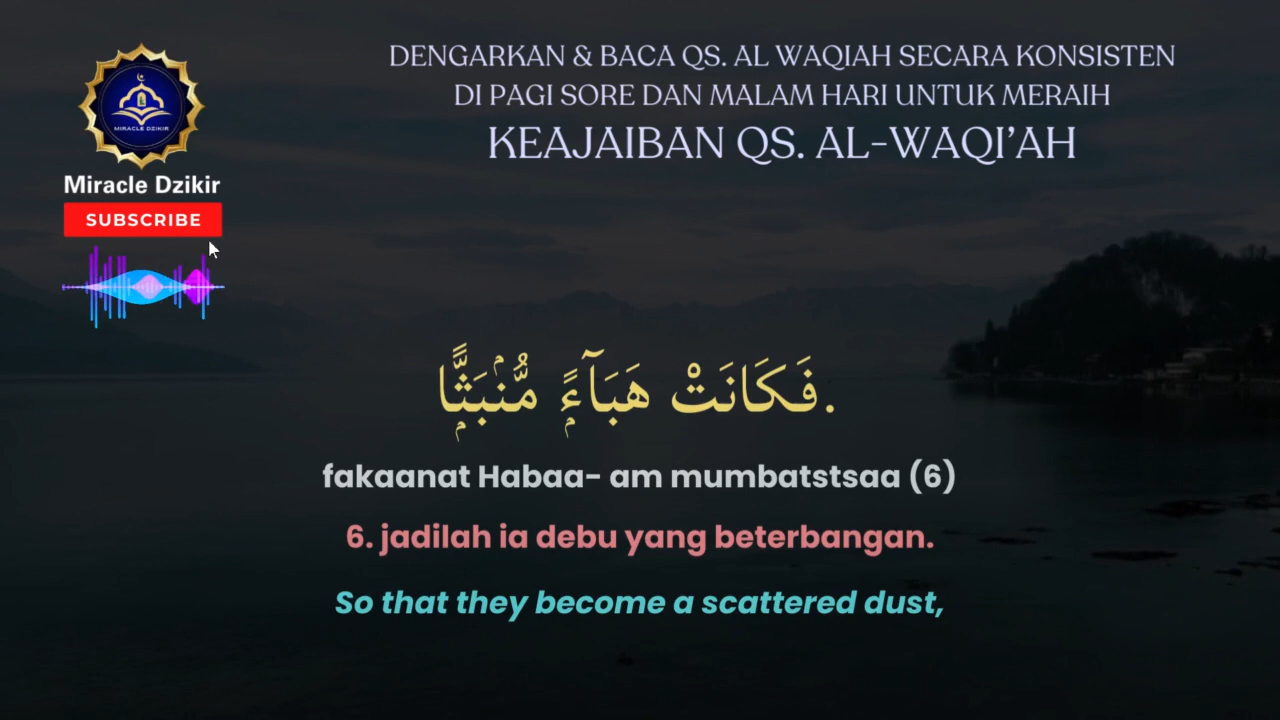 DENGARKAN & BACA QS. AL WAQIAH SECARA KONSISTEN
DI PAGI SORE DAN MALAM HARI UNTUK MERAIH
KEAJAIBAN QS. AL-WAQI'AH
MIRACLE DZIKIR
Miracle Dzikir
SUBSCRIBE
فَكَانَتْ هَبَآءًۭ مُّنۢبَثًّۭا.
fakaanat Habaa- am mumbatstsaa (6)
6. jadilah ia debu yang beterbangan.
So that they become a scattered dust,